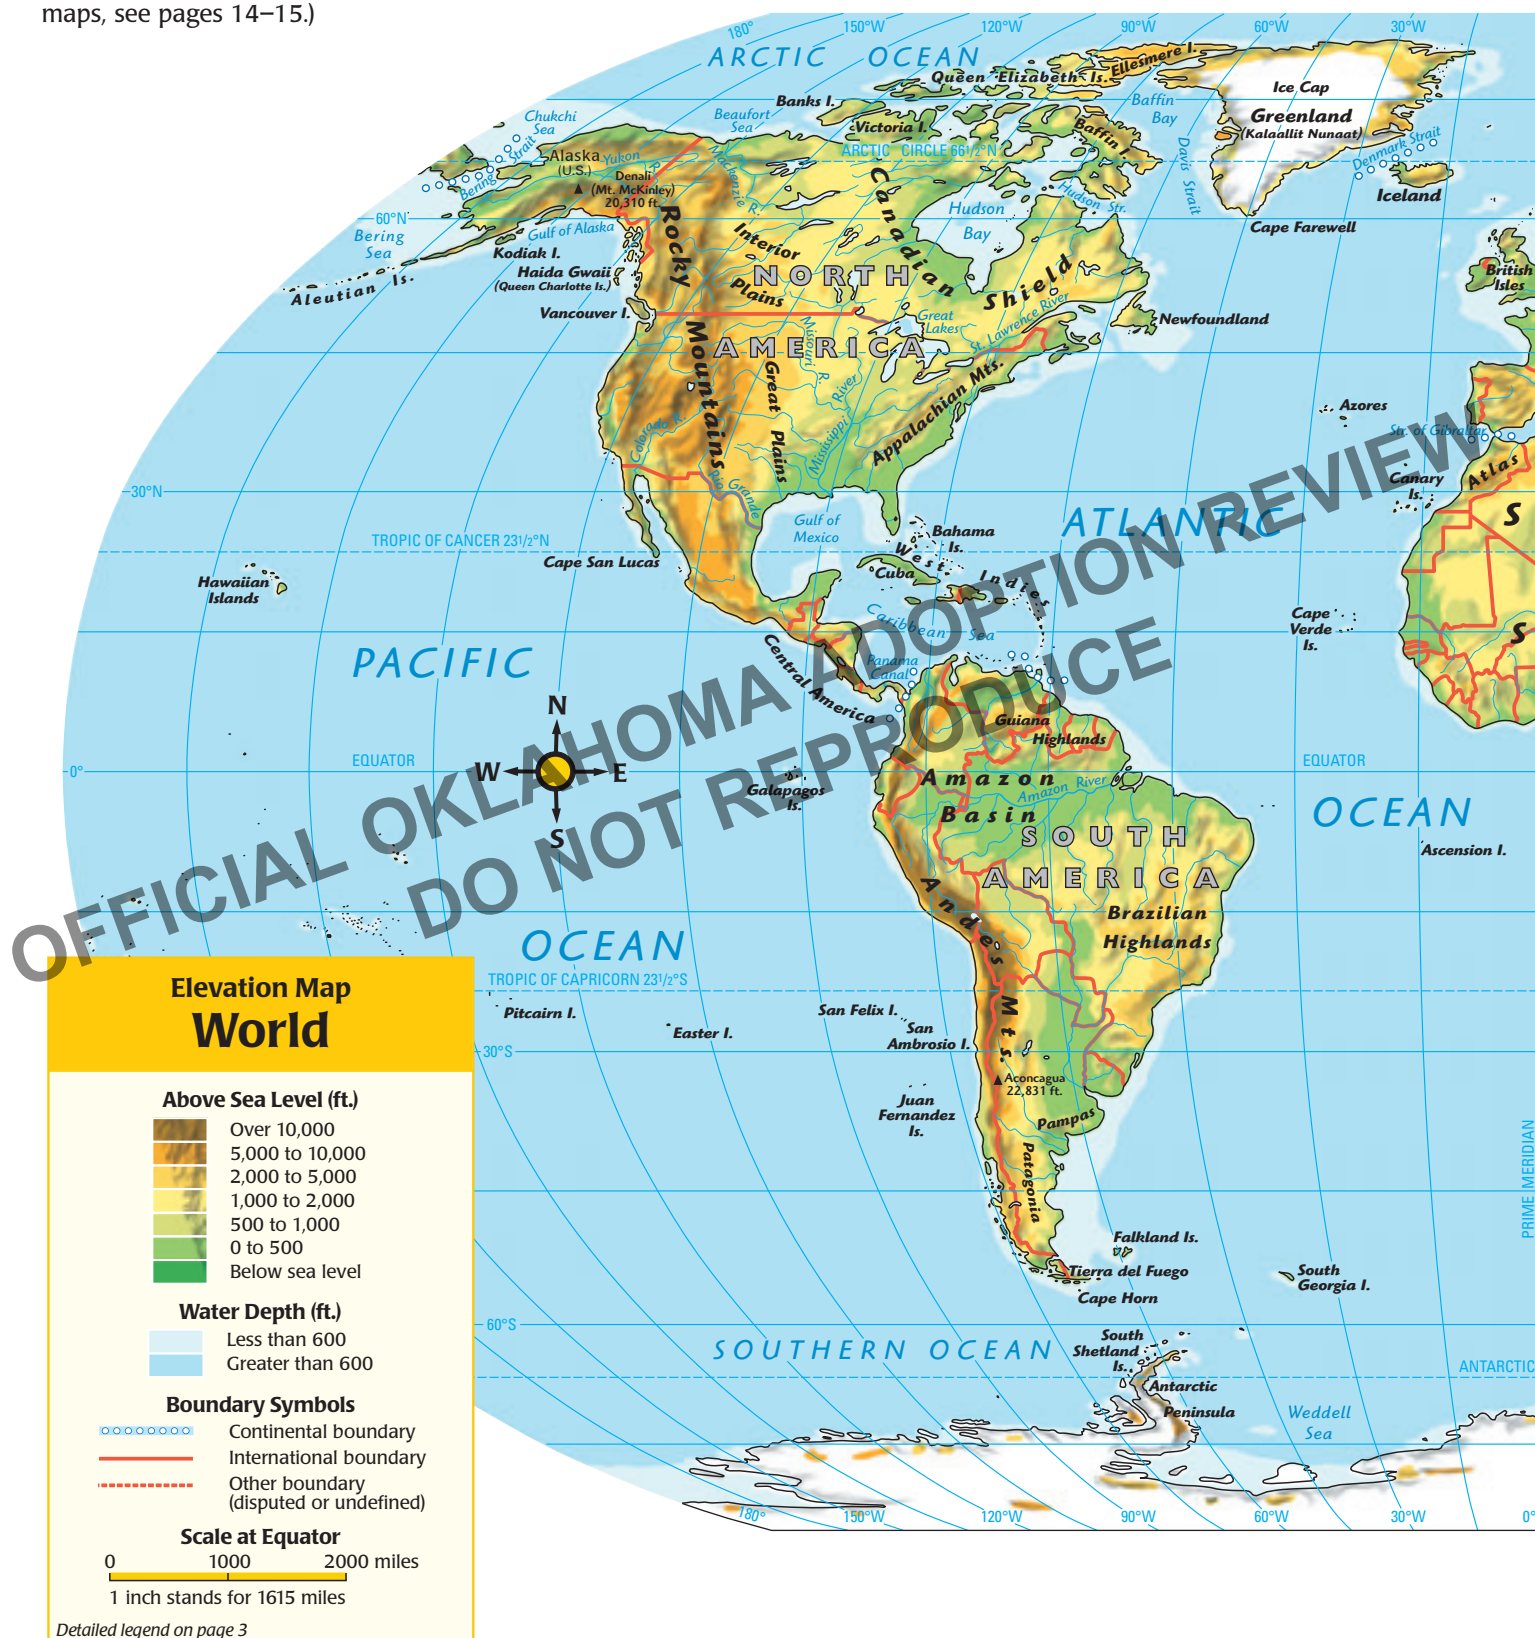 maps, see pages 14–15.)
180°
150°W
120°W
90°W
60°W
30°W
ARCTIC OCEAN
Queen Elizabeth Is.
Ellesmere I.
Ice Cap
Greenland
(Kalaallit Nunaat)
Banks I.
Victoria I.
Baffin I.
Baffin
Bay
Davis Strait
Denmark Strait
Iceland
Cape Farewell
Chukchi
Sea
Beaufort
Sea
Bering Strait
Alaska
(U.S.)
Yukon R.
Denali
(Mt. McKinley)
20,310 ft.
Mackenzie R.
ARCTIC CIRCLE 661/2°N
60°N
Bering
Sea
Gulf of Alaska
Kodiak I.
Aleutian Is.
Haida Gwaii
(Queen Charlotte Is.)
Vancouver I.
Rocky Mountains
Interior
Plains
Canadian Shield
Hudson
Bay
Hudson Str.
NORTH
AMERICA
British
Isles
Great
Lakes
St. Lawrence River
Newfoundland
Missouri R.
Great Plains
Mississippi River
Appalachian Mts.
Colorado R.
Rio Grande
Azores
Str. of Gibraltar
Atlas
Canary
Is.
S
30°N
ATLANTIC
Gulf of
Mexico
Bahama
Is.
TROPIC OF CANCER 231/2°N
Cape San Lucas
West Indies
Cuba
Hawaiian
Islands
Caribbean Sea
Cape
Verde
Is.
S
PACIFIC
Central America
Panama
Canal
N
W
E
S
Guiana
Highlands
EQUATOR
EQUATOR
0°
Galapagos
Is.
Amazon
Basin
Amazon River
OCEAN
SOUTH
AMERICA
Ascension I.
Andes Mts.
Brazilian
Highlands
OCEAN
TROPIC OF CAPRICORN 231/2°S
Pitcairn I.
Easter I.
San Felix I.
San
Ambrosio I.
30°S
Aconcagua
22,831 ft.
Juan
Fernandez
Is.
Pampas
Patagonia
PRIME MERIDIAN
Falkland Is.
Tierra del Fuego
Cape Horn
South
Georgia I.
60°S
SOUTHERN OCEAN
South
Shetland
Is.
ANTARCTIC
Antarctic
Peninsula
Weddell
Sea
180°
150°W
120°W
90°W
60°W
30°W
0°
OFFICIAL OKLAHOMA ADOPTION REVIEW
DO NOT REPRODUCE
Elevation Map
World
Above Sea Level (ft.)
Over 10,000
5,000 to 10,000
2,000 to 5,000
1,000 to 2,000
500 to 1,000
0 to 500
Below sea level
Water Depth (ft.)
Less than 600
Greater than 600
Boundary Symbols
Continental boundary
International boundary
Other boundary
(disputed or undefined)
Scale at Equator
0 1000 2000 miles
1 inch stands for 1615 miles
Detailed legend on page 3